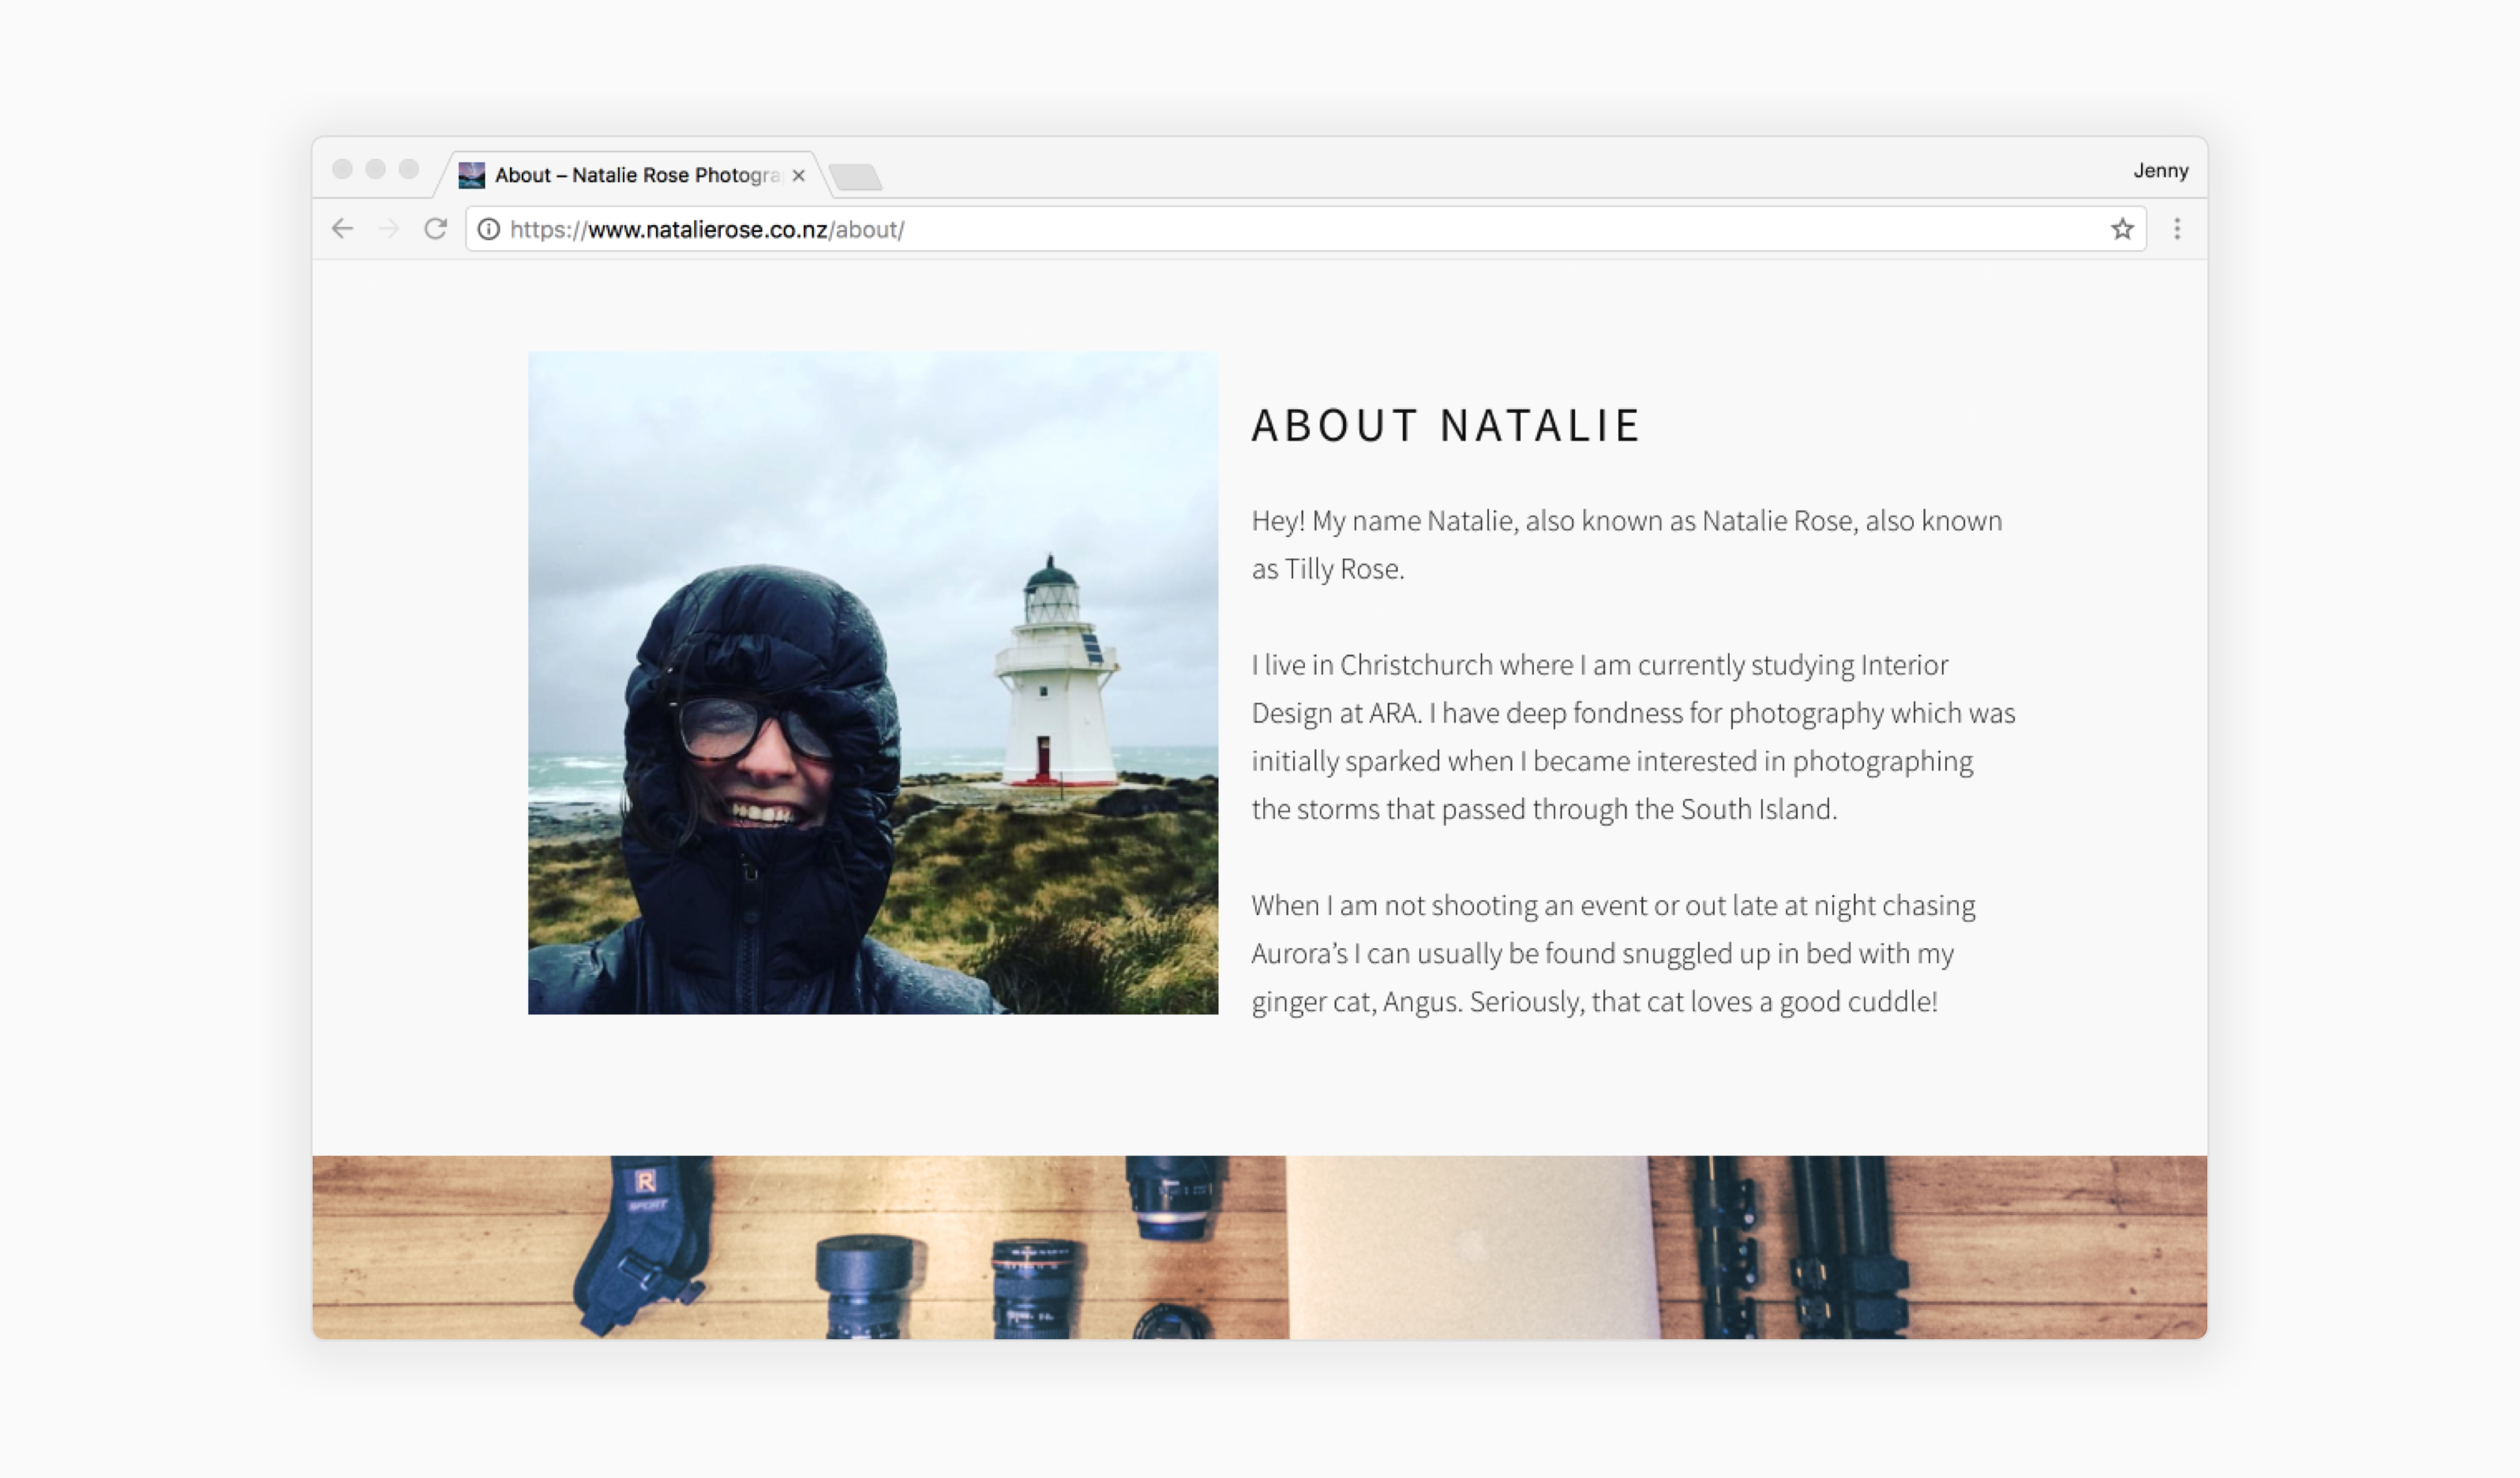 About – Natalie Rose Photogra
Jenny
https://www.natalierose.co.nz/about/
ABOUT NATALIE
Hey! My name Natalie, also known as Natalie Rose, also known
as Tilly Rose.
I live in Christchurch where I am currently studying Interior
Design at ARA. I have deep fondness for photography which was
initially sparked when I became interested in photographing
the storms that passed through the South Island.
When I am not shooting an event or out late at night chasing
Aurora’s I can usually be found snuggled up in bed with my
ginger cat, Angus. Seriously, that cat loves a good cuddle!
R
SPORT